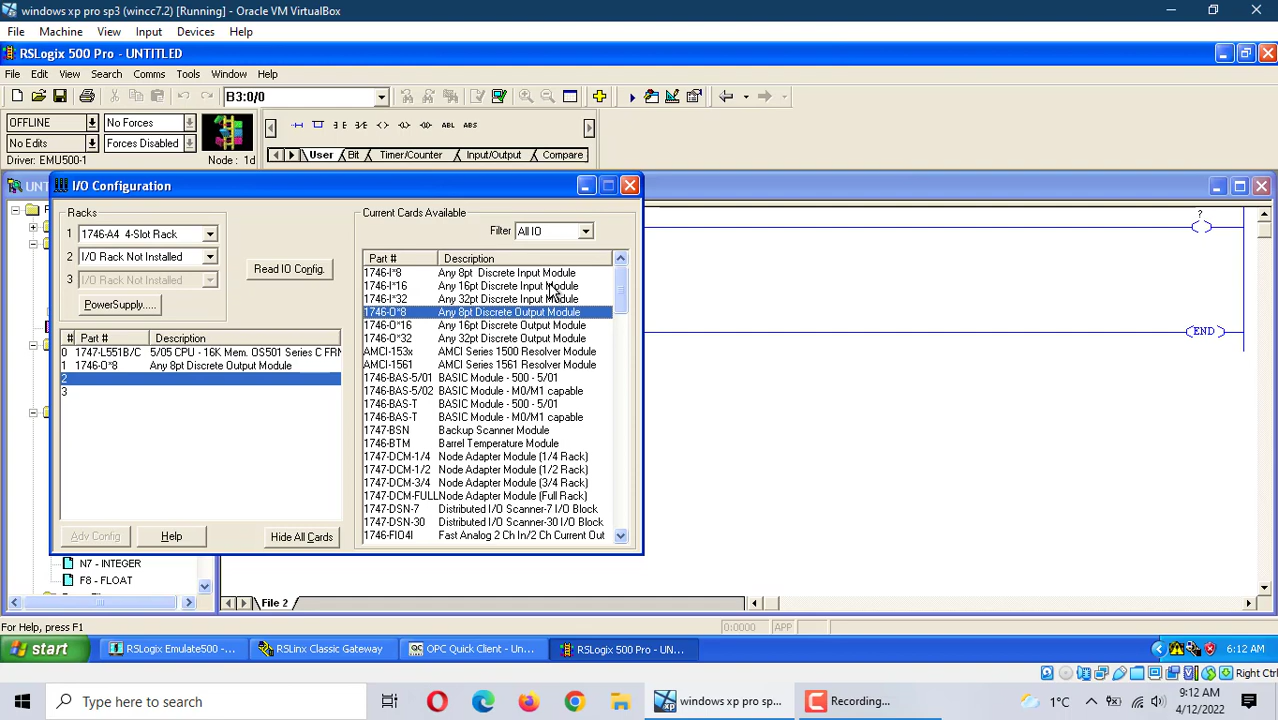 windows xp pro sp3 (wincc7.2) [Running] - Oracle VM VirtualBox
File Machine View Input Devices Help
RSLogix 500 Pro - UNTITLED
File Edit View Search Comms Tools Window Help
B3:0/0
OFFLINE No Forces
No Edits Forces Disabled
Driver: EMU500-1 Node : 1d
ABL ABS
User Bit Timer/Counter Input/Output Compare
UNT
I/O Configuration
Racks
1 1746-A4 4-Slot Rack
2 I/O Rack Not Installed
3 I/O Rack Not Installed
Read IO Config.
PowerSupply.....
# Part # Description
0 1747-L551B/C 5/05 CPU - 16K Mem. OS501 Series C FRN
1 1746-O*8 Any 8pt Discrete Output Module
2
3
Adv Config Help Hide All Cards
Current Cards Available
Filter All IO
Part # Description
1746-I*8 Any 8pt Discrete Input Module
1746-I*16 Any 16pt Discrete Input Module
1746-I*32 Any 32pt Discrete Input Module
1746-O*8 Any 8pt Discrete Output Module
1746-O*16 Any 16pt Discrete Output Module
1746-O*32 Any 32pt Discrete Output Module
AMCI-153x AMCI Series 1500 Resolver Module
AMCI-1561 AMCI Series 1561 Resolver Module
1746-BAS-5/01 BASIC Module - 500 - 5/01
1746-BAS-5/02 BASIC Module - M0/M1 capable
1746-BAS-T BASIC Module - 500 - 5/01
1746-BAS-T BASIC Module - M0/M1 capable
1747-BSN Backup Scanner Module
1746-BTM Barrel Temperature Module
1747-DCM-1/4 Node Adapter Module (1/4 Rack)
1747-DCM-1/2 Node Adapter Module (1/2 Rack)
1747-DCM-3/4 Node Adapter Module (3/4 Rack)
1747-DCM-FULL Node Adapter Module (Full Rack)
1747-DSN-7 Distributed I/O Scanner-7 I/O Block
1747-DSN-30 Distributed I/O Scanner-30 I/O Block
1746-FIO4I Fast Analog 2 Ch In/2 Ch Current Out
?
END
N7 - INTEGER
F8 - FLOAT
File 2
For Help, press F1
0:0000 APP
start RSLogix Emulate500 -... RSLinx Classic Gateway OPC Quick Client - Un... RSLogix 500 Pro - UN... 6:12 AM
Right Ctrl
Type here to search
windows xp pro sp... Recording...
1°C
9:12 AM
4/12/2022